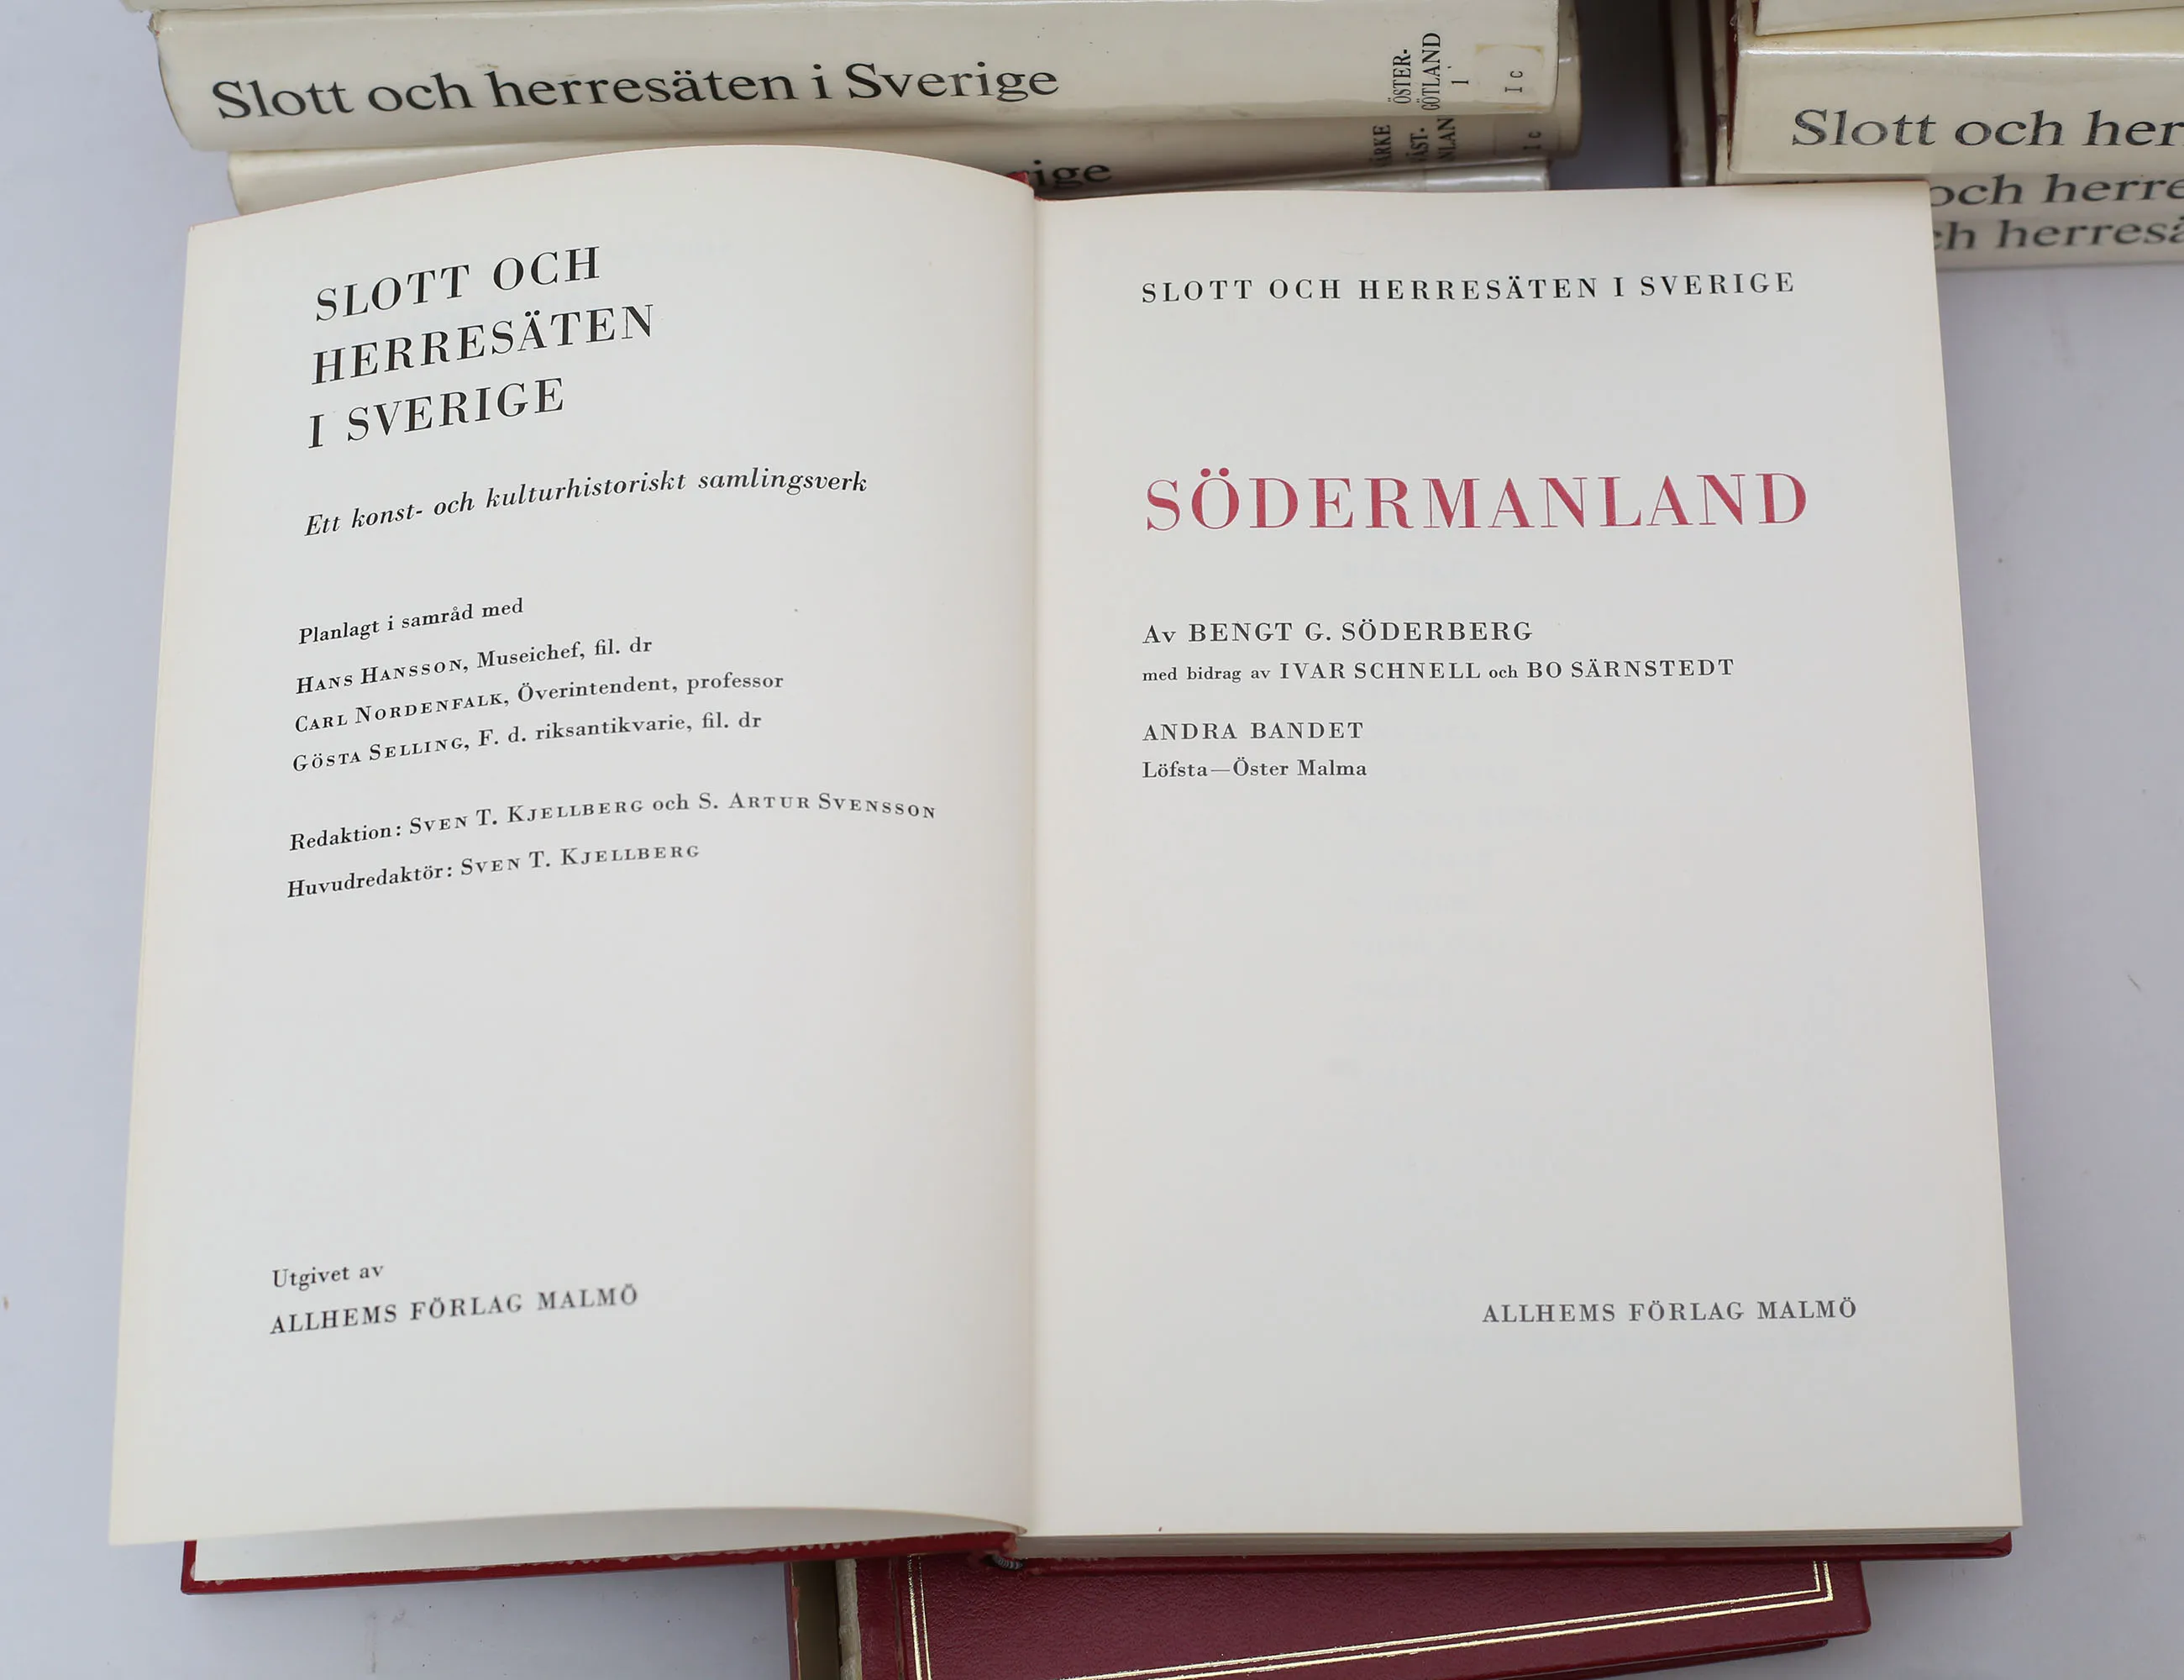 Slott och herresäten i Sverige
ÖSTER-
GÖTLAND
1
I c
Slott och
och
SLOTT OCH
HERRESÄTEN
I SVERIGE
Ett konst- och kulturhistoriskt samlingsverk
Planlagt i samråd med
HANS HANSSON, Museichef, fil. dr
CARL NORDENFALK, Överintendent, professor
GÖSTA SELLING, F. d. riksantikvarie, fil. dr
Redaktion: SVEN T. KJELLBERG och S. ARTUR SVENSSON
Huvudredaktör: SVEN T. KJELLBERG
Utgivet av
ALLHEMS FÖRLAG MALMÖ
SLOTT OCH HERRESÄTEN I SVERIGE
SÖDERMANLAND
Av BENGT G. SÖDERBERG
med bidrag av IVAR SCHNELL och BO SÄRNSTEDT
ANDRA BANDET
Löfsta—Öster Malma
ALLHEMS FÖRLAG MALMÖ